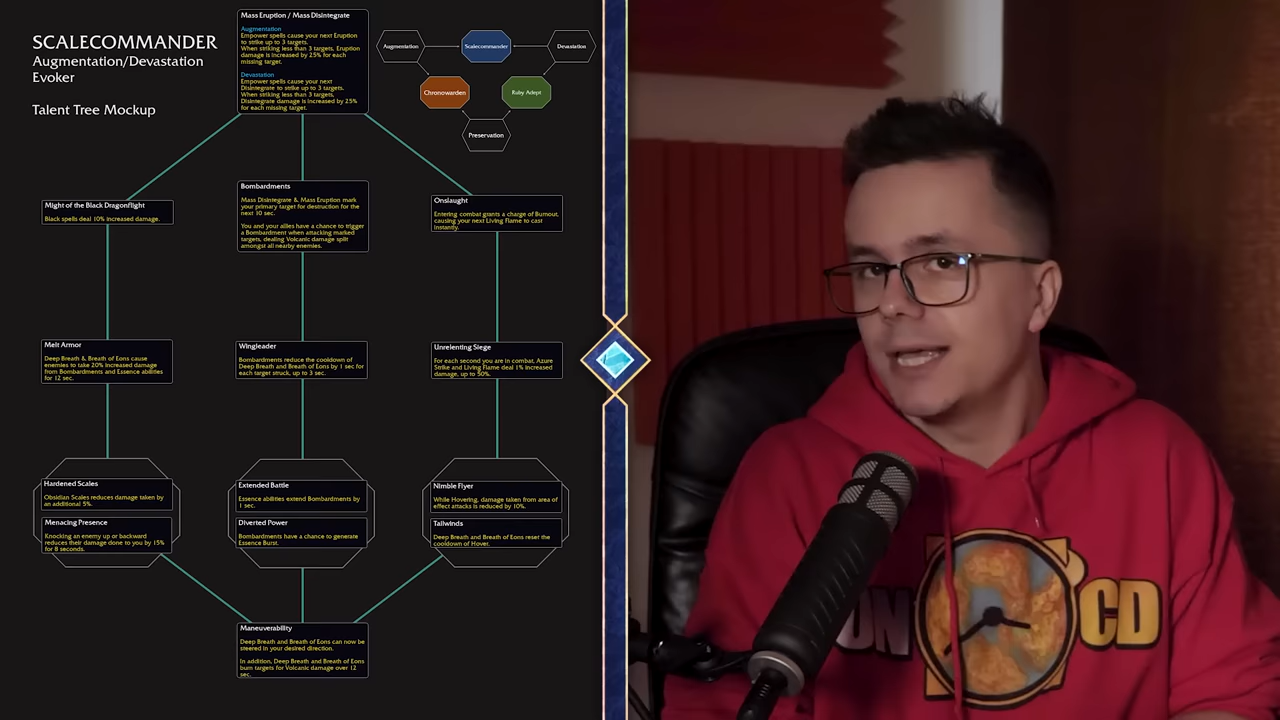 SCALECOMMANDER
Augmentation/Devastation
Evoker
Talent Tree Mockup
Mass Eruption / Mass Disintegrate
Augmentation
Empower spells cause your next Eruption
to strike up to 3 targets.
When striking less than 3 targets, Eruption
damage is increased by 25% for each
missing target.
Devastation
Empower spells cause your next
Disintegrate to strike up to 3 targets.
When striking less than 3 targets,
Disintegrate damage is increased by 25%
for each missing target.
Augmentation
Scalecommander
Devastation
Chronowarden
Ruby Adept
Preservation
Might of the Black Dragonflight
Black spells deal 10% increased damage.
Bombardments
Mass Disintegrate & Mass Eruption mark
your primary target for destruction for the
next 10 sec.
You and your allies have a chance to trigger
a Bombardment when attacking marked
targets, dealing Volcanic damage split
amongst all nearby enemies.
Onslaught
Entering combat grants a charge of Burnout,
causing your next Living Flame to cast
instantly.
Melt Armor
Deep Breath & Breath of Eons cause
enemies to take 20% increased damage
from Bombardments and Essence abilities
for 12 sec.
Wingleader
Bombardments reduce the cooldown of
Deep Breath and Breath of Eons by 1 sec for
each target struck, up to 3 sec.
Unrelenting Siege
For each second you are in combat, Azure
Strike and Living Flame deal 1% increased
damage, up to 50%.
Hardened Scales
Obsidian Scales reduces damage taken by
an additional 5%.
Menacing Presence
Knocking an enemy up or backward
reduces their damage done to you by 15%
for 8 seconds.
Extended Battle
Essence abilities extend Bombardments by
1 sec.
Diverted Power
Bombardments have a chance to generate
Essence Burst.
Nimble Flyer
While Hovering, damage taken from area of
effect attacks is reduced by 10%.
Tailwinds
Deep Breath and Breath of Eons reset the
cooldown of Hover.
Maneuverability
Deep Breath and Breath of Eons can now be
steered in your desired direction.
In addition, Deep Breath and Breath of Eons
burn targets for Volcanic damage over 12
sec.
ON CD